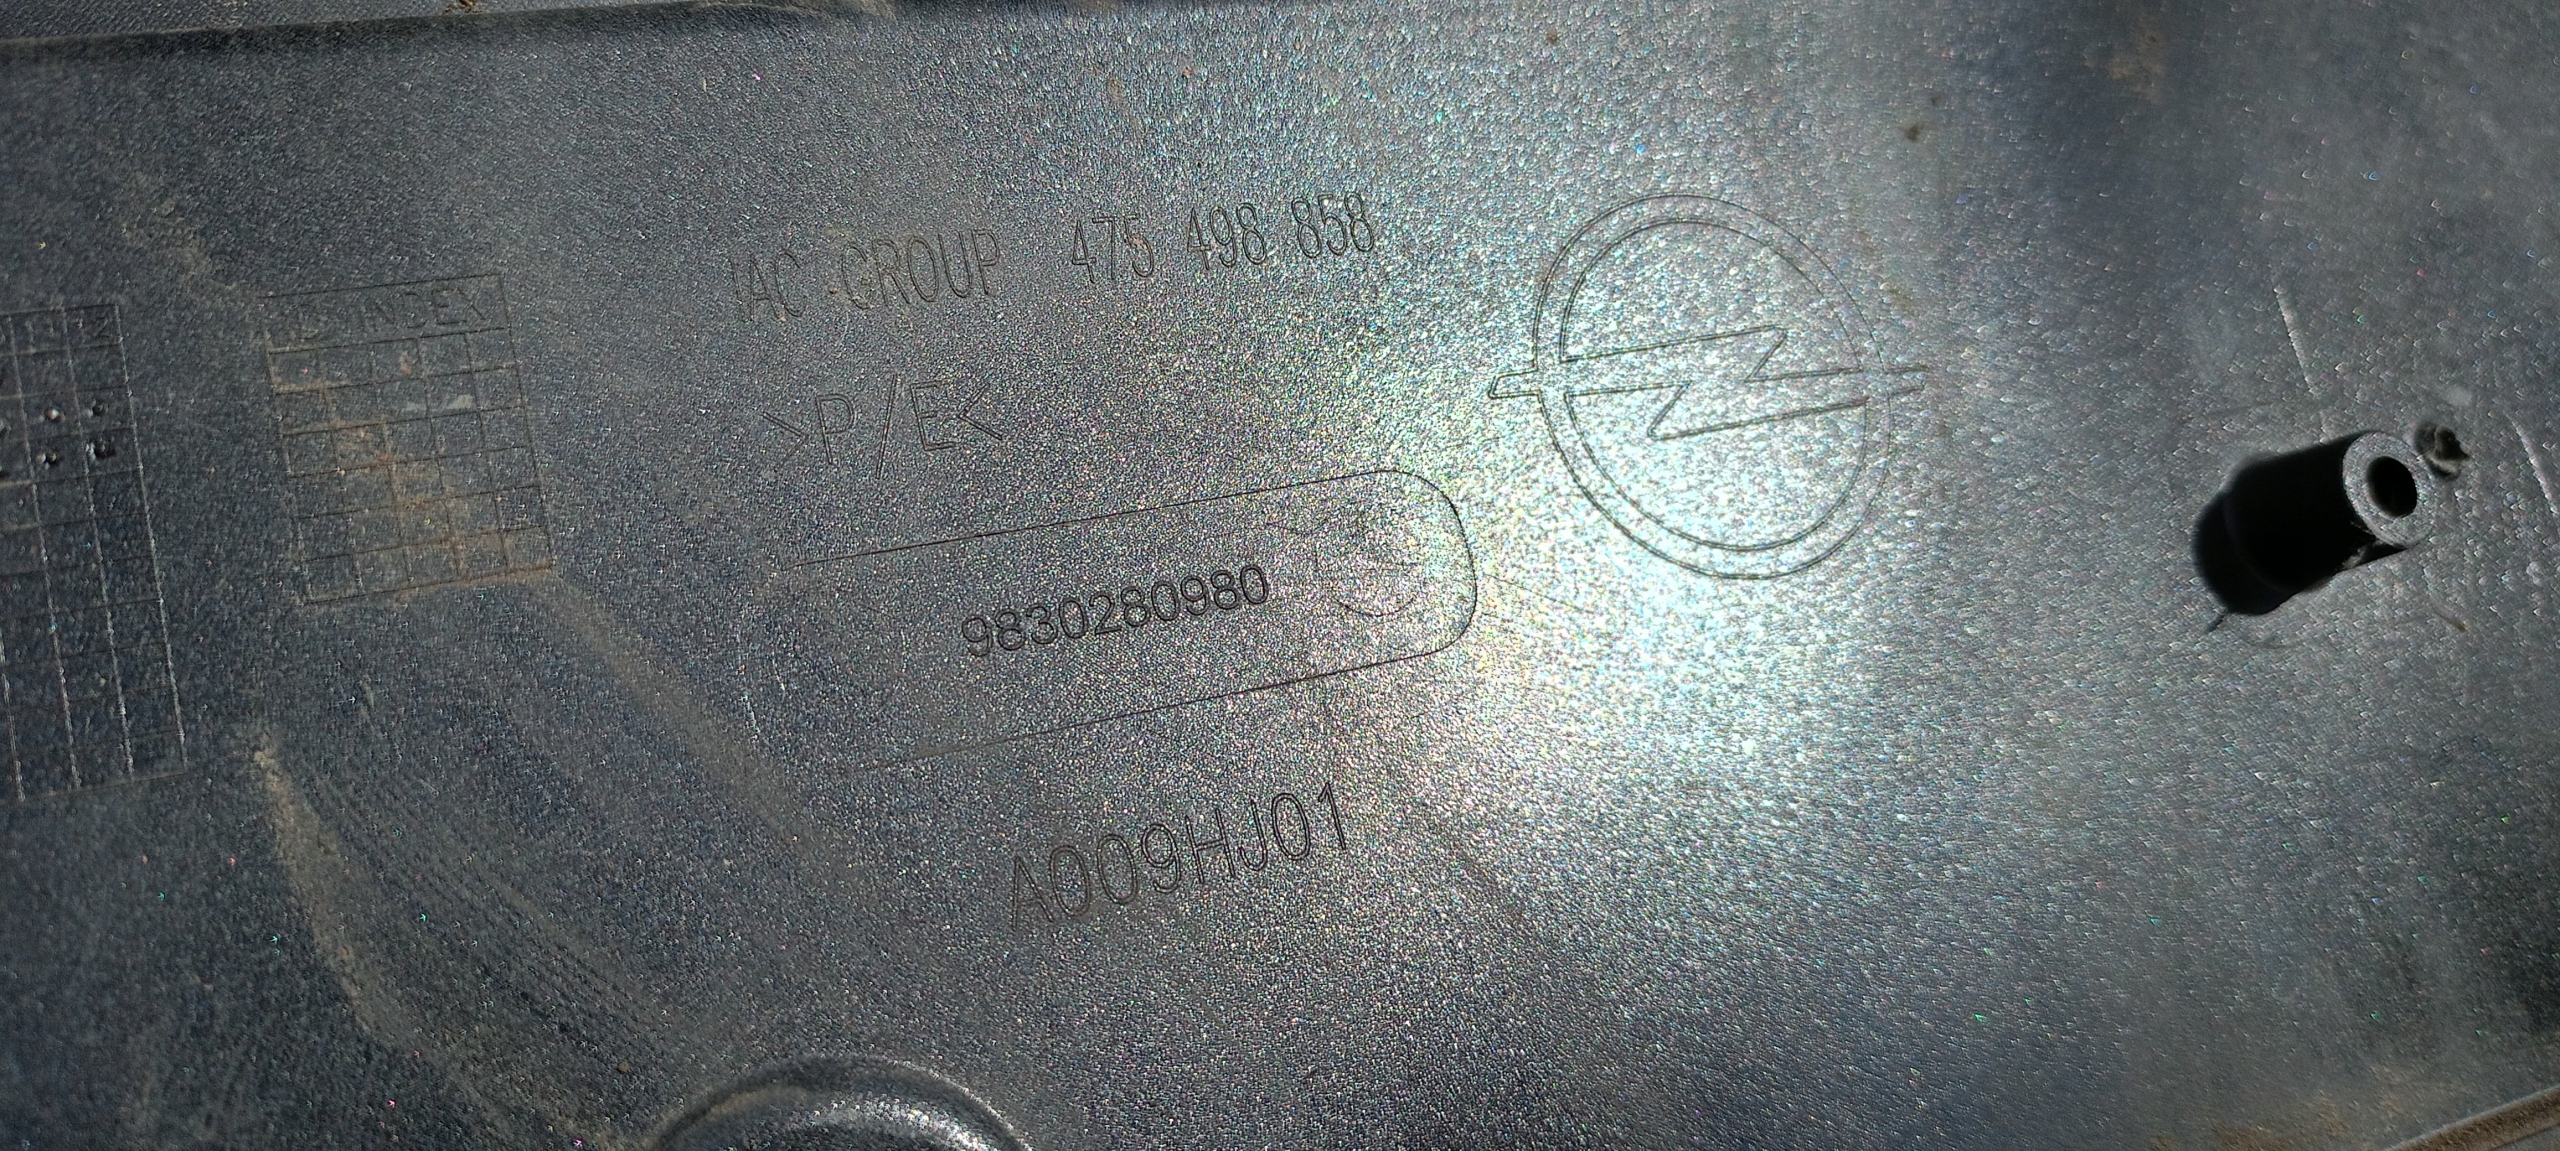 IAC GROUP 475 498 858
INDEX
>P/E<
9830280980
A009HJ01